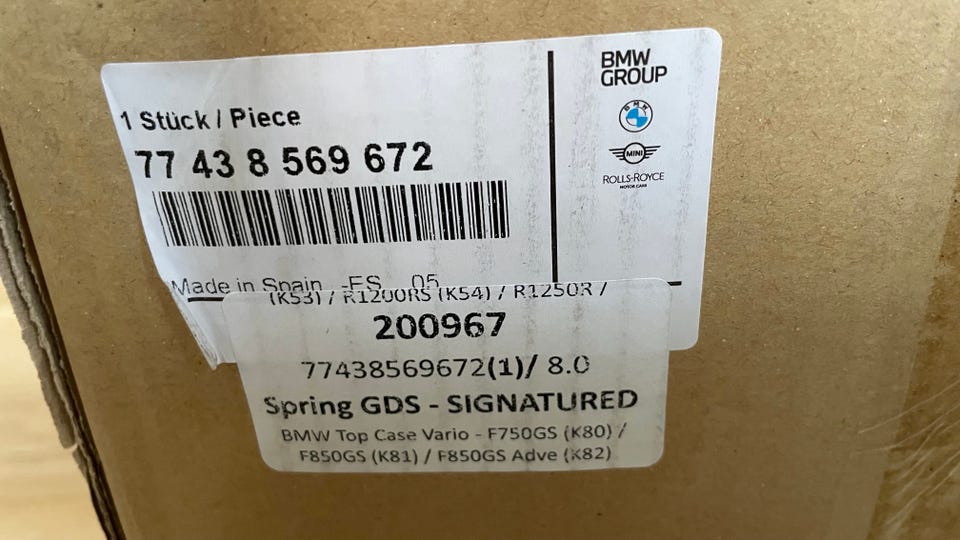 1 Stück / Piece
77 43 8 569 672
Made in Spain -ES 05
BMW
GROUP
BMW
MINI
ROLLS-ROYCE
MOTOR CARS
(K53) / R1200RS (K54) / R1250R /
200967
77438569672(1)/ 8.0
Spring GDS - SIGNATURED
BMW Top Case Vario - F750GS (K80) /
F850GS (K81) / F850GS Adve (K82)